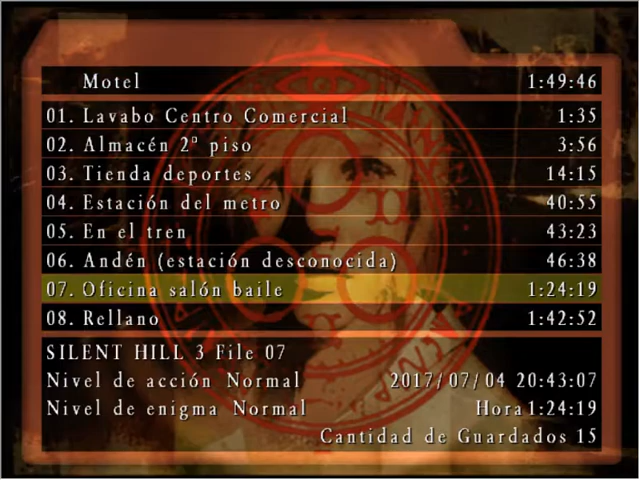 Motel 1:49:46
01. Lavabo Centro Comercial 1:35
02. Almacén 2ª piso 3:56
03. Tienda deportes 14:15
04. Estación del metro 40:55
05. En el tren 43:23
06. Andén (estación desconocida) 46:38
07. Oficina salón baile 1:24:19
08. Rellano 1:42:52
SILENT HILL 3 File 07
Nivel de acción Normal 2017/07/04 20:43:07
Nivel de enigma Normal Hora 1:24:19
Cantidad de Guardados 15